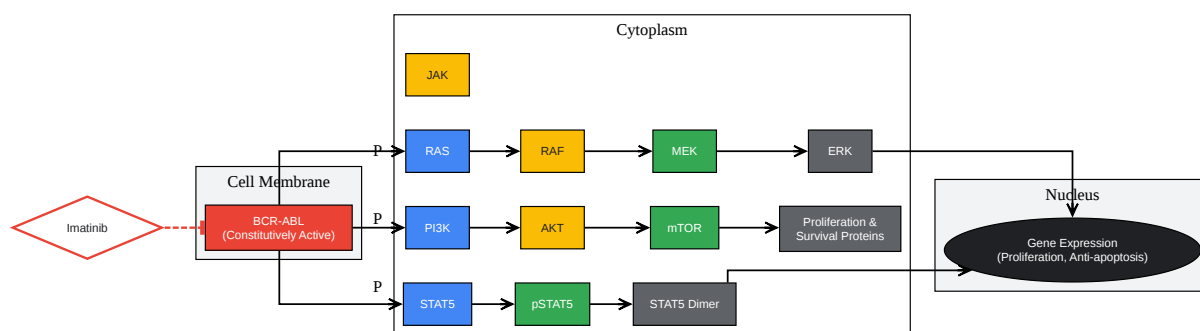 Cytoplasm
JAK
P
RAS
RAF
MEK
ERK
Cell Membrane
Nucleus
Imatinib
BCR-ABL
(Constitutively Active)
P
PI3K
AKT
mTOR
Proliferation &
Survival Proteins
Gene Expression
(Proliferation, Anti-apoptosis)
P
STAT5
pSTAT5
STAT5 Dimer